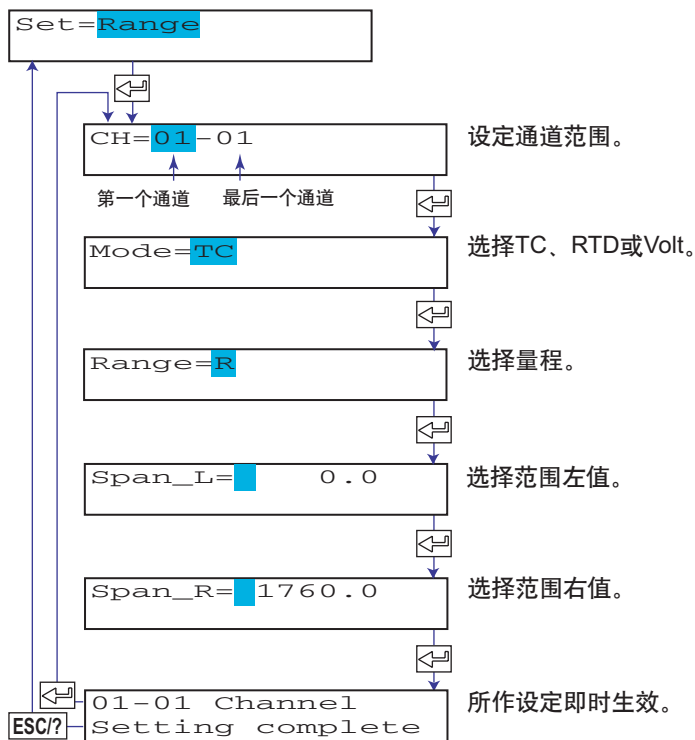 Set=Range
CH=01-01
设定通道范围。
第一个通道 最后一个通道
Mode=TC
选择TC、RTD或Volt。
Range=R
选择量程。
Span_L= 0.0
选择范围左值。
Span_R= 1760.0
选择范围右值。
01-01 Channel
所作设定即时生效。
ESC/?
Setting complete